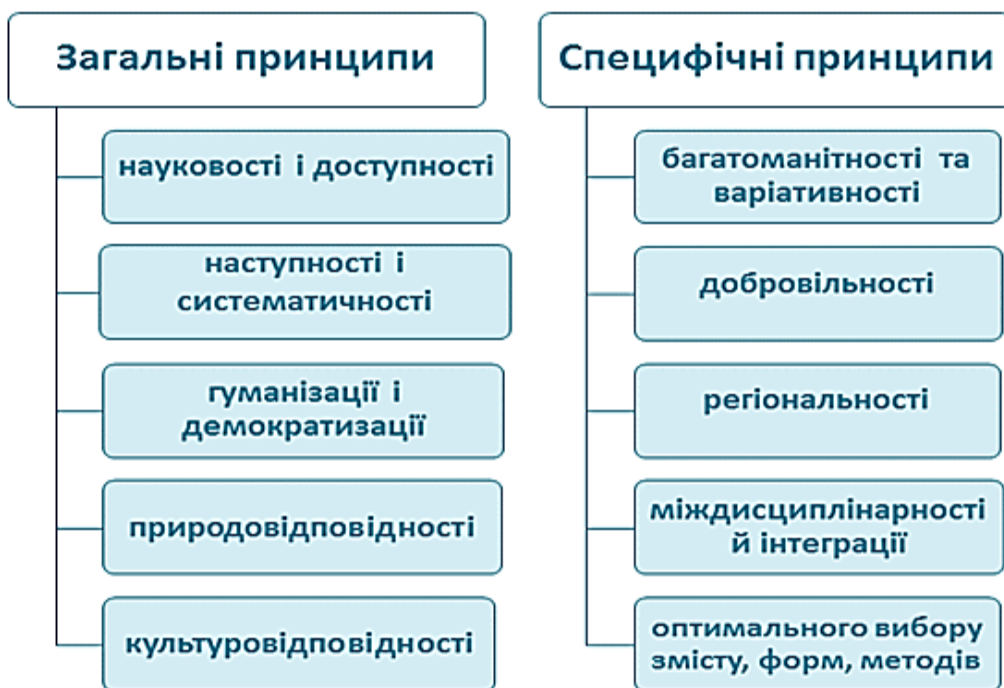 Загальні принципи
науковості і доступності
наступності і
систематичності
гуманізації і
демократизації
природовідповідності
культуровідповідності
Специфічні принципи
багатоманітності та
варіативності
добровільності
регіональності
міждисциплінарності
й інтеграції
оптимального вибору
змісту, форм, методів